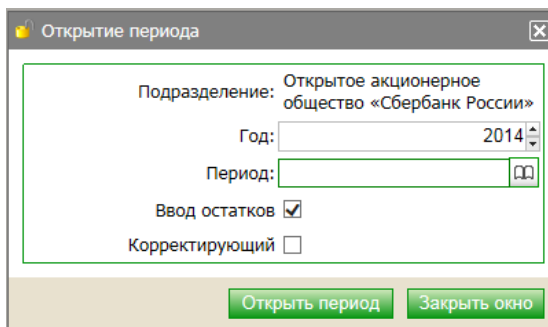 Открытие периода
Подразделение: Открытое акционерное
общество «Сбербанк России»
Год: 2014
Период:
Ввод остатков
Корректирующий
Открыть период Закрыть окно